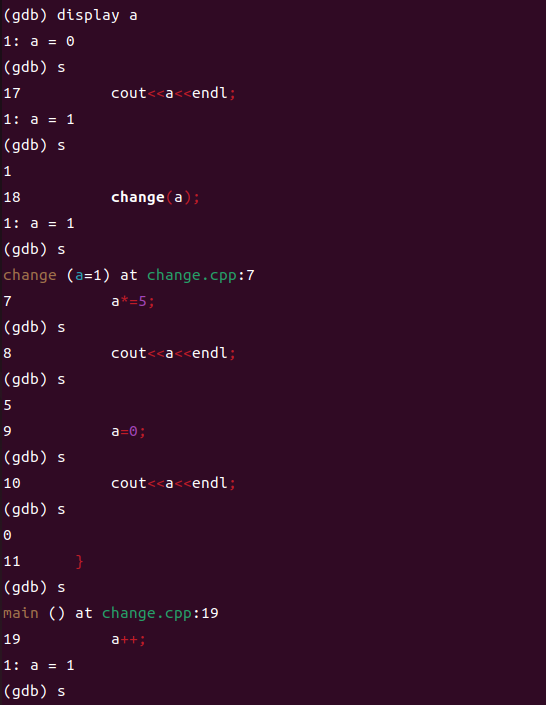 (gdb) display a
1: a = 0
(gdb) s
17          cout<<a<<endl;
1: a = 1
(gdb) s
1
18          change(a);
1: a = 1
(gdb) s
change (a=1) at change.cpp:7
7           a*=5;
(gdb) s
8           cout<<a<<endl;
(gdb) s
5
9           a=0;
(gdb) s
10          cout<<a<<endl;
(gdb) s
0
11      }
(gdb) s
main () at change.cpp:19
19          a++;
1: a = 1
(gdb) s